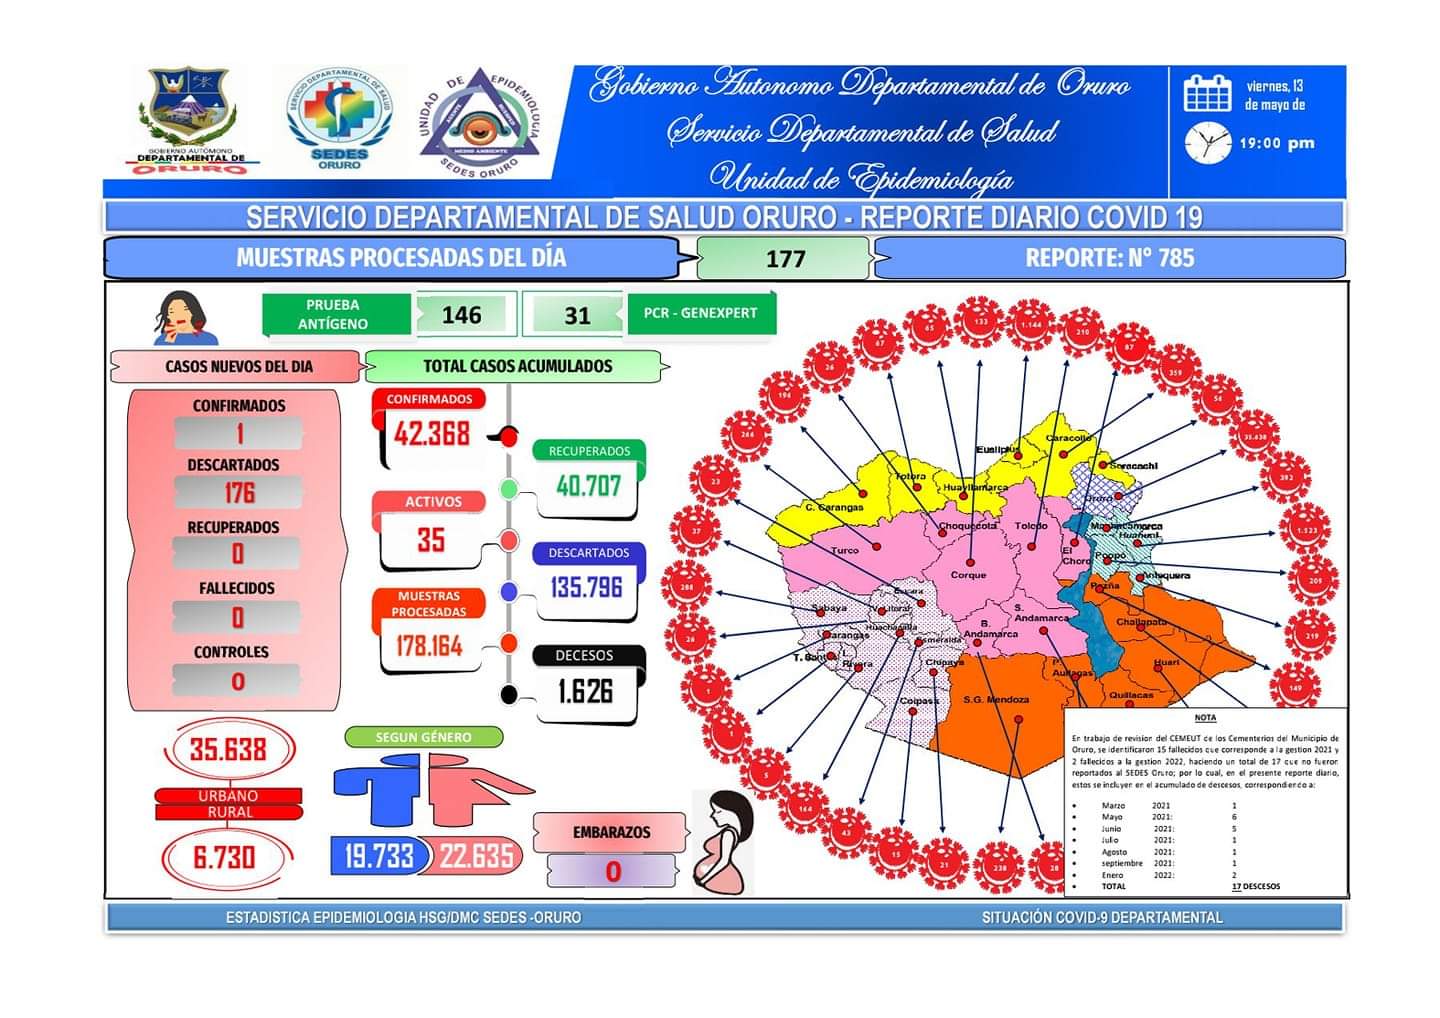 GOBIERNO AUTÓNOMO
DEPARTAMENTAL DE
ORURO
SERVICIO DEPARTAMENTAL DE SALUD
SEDES
ORURO
UNIDAD DE EPIDEMIOLOGÍA
MEDIO AMBIENTE
SEDES ORURO
Gobierno Autonomo Departamental de Oruro
Servicio Departamental de Salud
Unidad de Epidemiología
viernes, 13
de mayo de
19:00 pm
SERVICIO DEPARTAMENTAL DE SALUD ORURO - REPORTE DIARIO COVID 19
MUESTRAS PROCESADAS DEL DÍA
177
REPORTE: N° 785
PRUEBA
ANTÍGENO
146
31
PCR - GENEXPERT
CASOS NUEVOS DEL DIA
CONFIRMADOS
1
DESCARTADOS
176
RECUPERADOS
0
FALLECIDOS
0
CONTROLES
0
TOTAL CASOS ACUMULADOS
CONFIRMADOS
42.368
RECUPERADOS
40.707
ACTIVOS
35
DESCARTADOS
135.796
MUESTRAS
PROCESADAS
178.164
DECESOS
1.626
35.638
URBANO
RURAL
6.730
SEGUN GÉNERO
19.733
22.635
EMBARAZOS
0
67
65
133
1.144
210
87
359
54
35.638
392
1.123
205
219
149
26
194
266
23
37
288
26
1
1
5
164
43
15
21
238
28
Caracollo
Eualiptus
Soracachi
Totora
Huayllamarca
Oruro
C. Carangas
Choquecota
Toledo
Machacamarca
Huanuni
Turco
El
Choro
Poppo
Corque
Antequera
Pazña
Escara
Sabaya
Litoral
S.
Andamarca
Challapata
Huachacalla
B.
Andamarca
Carangas
Esmeralda
T. Santos
L.
Rivera
Chipaya
P.
Aullagas
Huari
Coipasa
S.G. Mendoza
Quillacas
NOTA
En trabajo de revision del CEMEUT de los Cementerios del Municipio de
Oruro, se identificaron 15 fallecidos que corresponde a la gestion 2021 y
2 fallecidos a la gestion 2022, haciendo un total de 17 que no fueron
reportados al SEDES Oruro; por lo cual, en el presente reporte diario,
estos se incluyen en el acumulado de descesos, correspondiendo a:
• Marzo 2021 1
• Mayo 2021: 6
• Junio 2021: 5
• Julio 2021: 1
• Agosto 2021: 1
• septiembre 2021: 1
• Enero 2022: 2
• TOTAL 17 DESCESOS
ESTADISTICA EPIDEMIOLOGIA HSG/DMC SEDES -ORURO
SITUACIÓN COVID-9 DEPARTAMENTAL